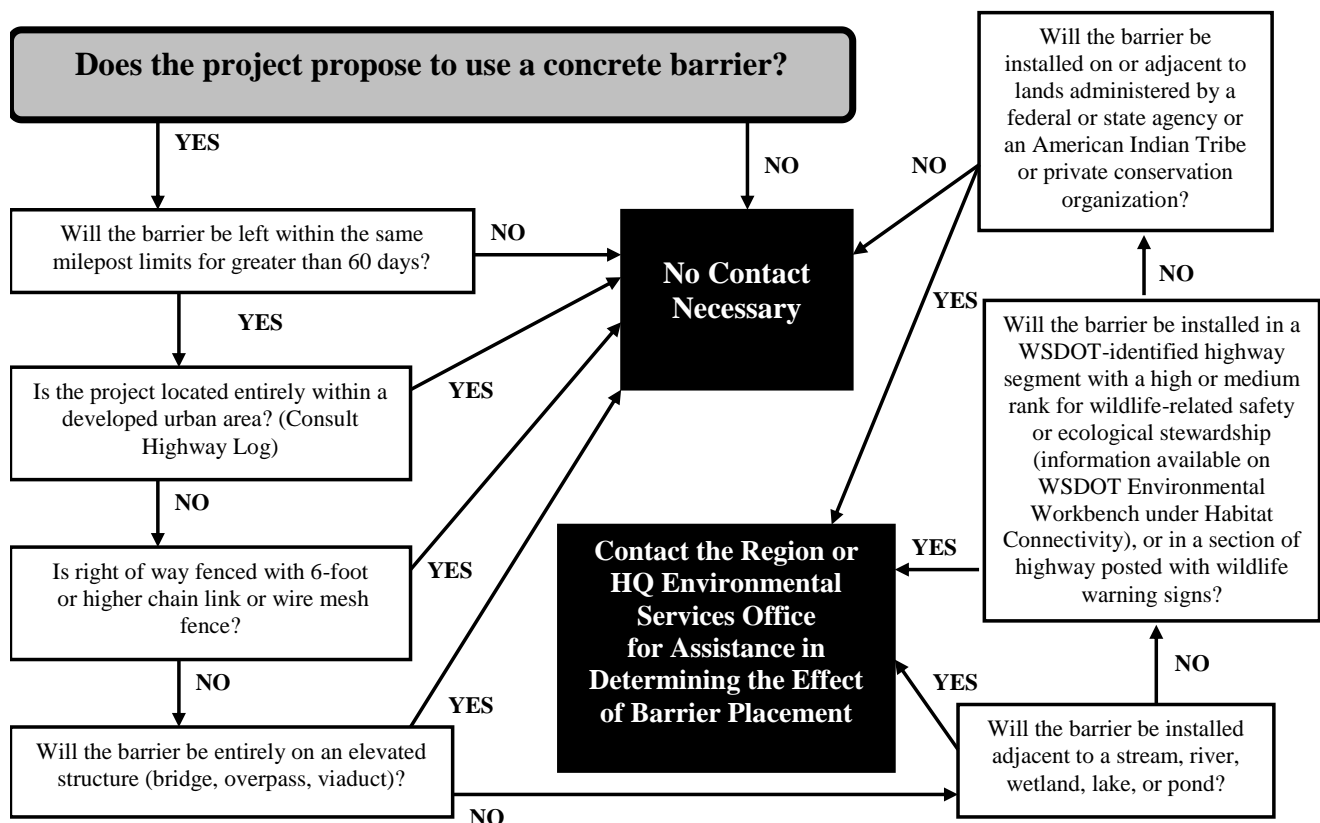 Does the project propose to use a concrete barrier?
YES
NO
Will the barrier be left within the same
milepost limits for greater than 60 days?
NO
YES
Is the project located entirely within a
developed urban area? (Consult
Highway Log)
YES
NO
Is right of way fenced with 6-foot
or higher chain link or wire mesh
fence?
YES
NO
Will the barrier be entirely on an elevated
structure (bridge, overpass, viaduct)?
YES
NO
No Contact
Necessary
Contact the Region or
HQ Environmental
Services Office
for Assistance in
Determining the Effect
of Barrier Placement
Will the barrier be
installed on or adjacent to
lands administered by a
federal or state agency or
an American Indian Tribe
or private conservation
organization?
NO
YES
NO
Will the barrier be installed in a
WSDOT-identified highway
segment with a high or medium
rank for wildlife-related safety
or ecological stewardship
(information available on
WSDOT Environmental
Workbench under Habitat
Connectivity), or in a section of
highway posted with wildlife
warning signs?
YES
NO
Will the barrier be installed
adjacent to a stream, river,
wetland, lake, or pond?
YES